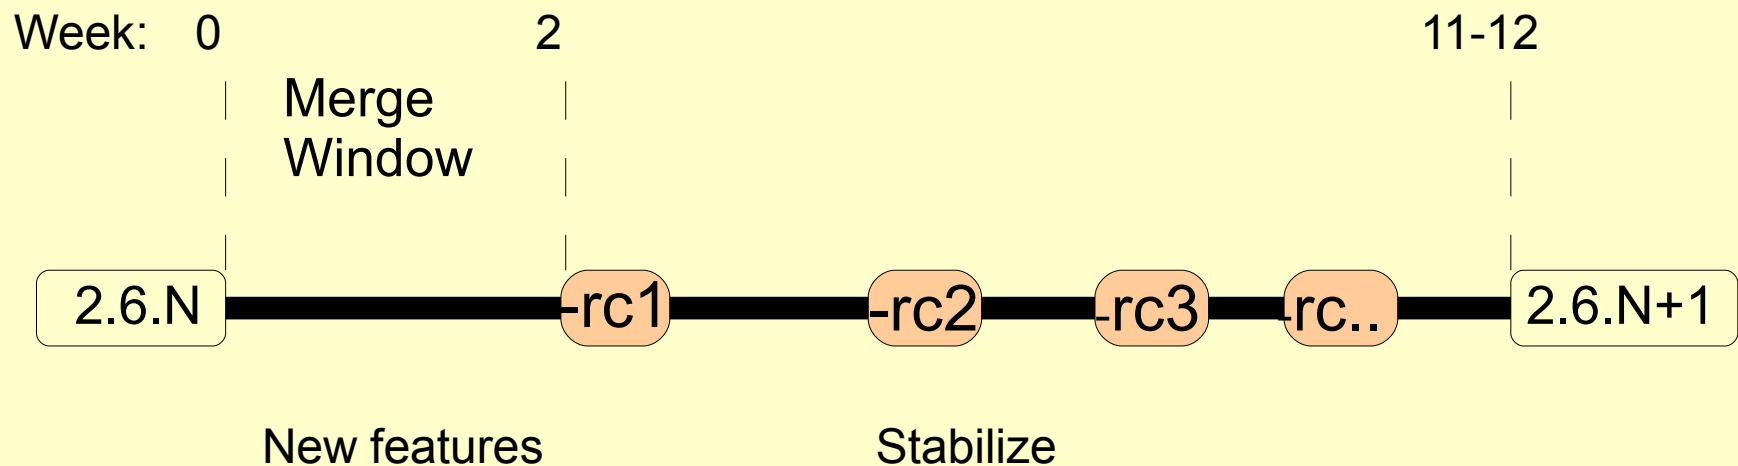 Week: 0 2 11-12
Merge
Window
2.6.N -rc1 -rc2 -rc3 -rc.. 2.6.N+1
New features Stabilize